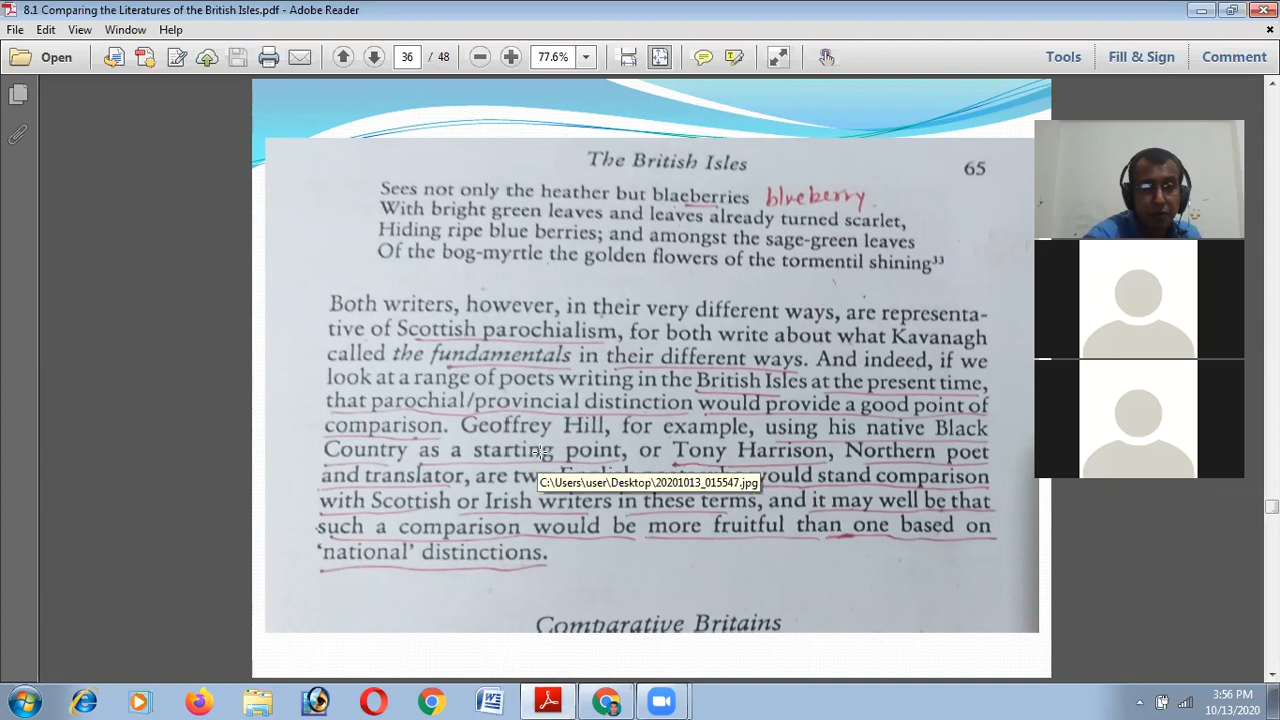 8.1 Comparing the Literatures of the British Isles.pdf - Adobe Reader
File Edit View Window Help
Open 36 / 48 77.6% Tools Fill & Sign Comment
The British Isles 65
Sees not only the heather but blaeberries blueberry
With bright green leaves and leaves already turned scarlet,
Hiding ripe blue berries; and amongst the sage-green leaves
Of the bog-myrtle the golden flowers of the tormentil shining³³
Both writers, however, in their very different ways, are representa-
tive of Scottish parochialism, for both write about what Kavanagh
called the fundamentals in their different ways. And indeed, if we
look at a range of poets writing in the British Isles at the present time,
that parochial/provincial distinction would provide a good point of
comparison. Geoffrey Hill, for example, using his native Black
Country as a starting point, or Tony Harrison, Northern poet
and translator, are would stand comparison
C:\Users\user\Desktop\20201013_015547.jpg
with Scottish or Irish writers in these terms, and it may well be that
such a comparison would be more fruitful than one based on
'national' distinctions.
Comparative Britains
3:56 PM
10/13/2020